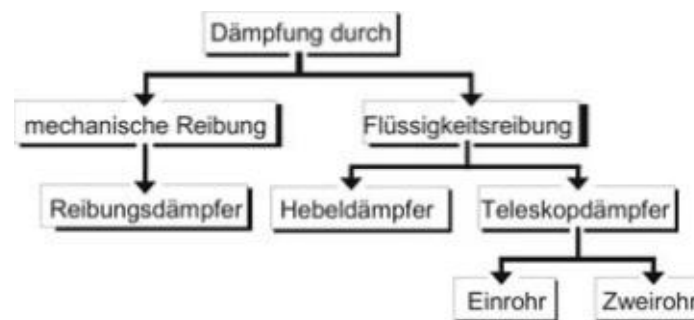 Dämpfung durch
mechanische Reibung
Flüssigkeitsreibung
Reibungsdämpfer
Hebeldämpfer
Teleskopdämpfer
Einrohr
Zweirohr